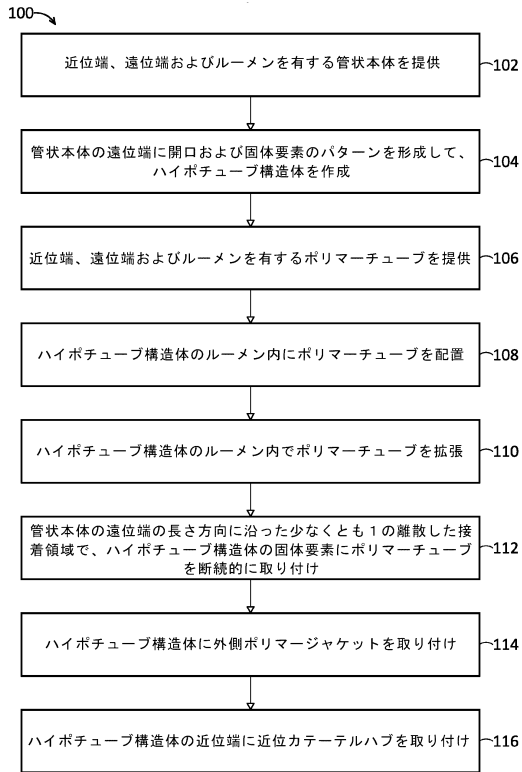 100
近位端、遠位端およびルーメンを有する管状本体を提供
102
管状本体の遠位端に開口および固体要素のパターンを形成して、
ハイポチューブ構造体を作成
104
近位端、遠位端およびルーメンを有するポリマーチューブを提供
106
ハイポチューブ構造体のルーメン内にポリマーチューブを配置
108
ハイポチューブ構造体のルーメン内でポリマーチューブを拡張
110
管状本体の遠位端の長さ方向に沿った少なくとも1の離散した接
着領域で、ハイポチューブ構造体の固体要素にポリマーチューブ
を断続的に取り付け
112
ハイポチューブ構造体に外側ポリマージャケットを取り付け
114
ハイポチューブ構造体の近位端に近位カテーテルハブを取り付け
116